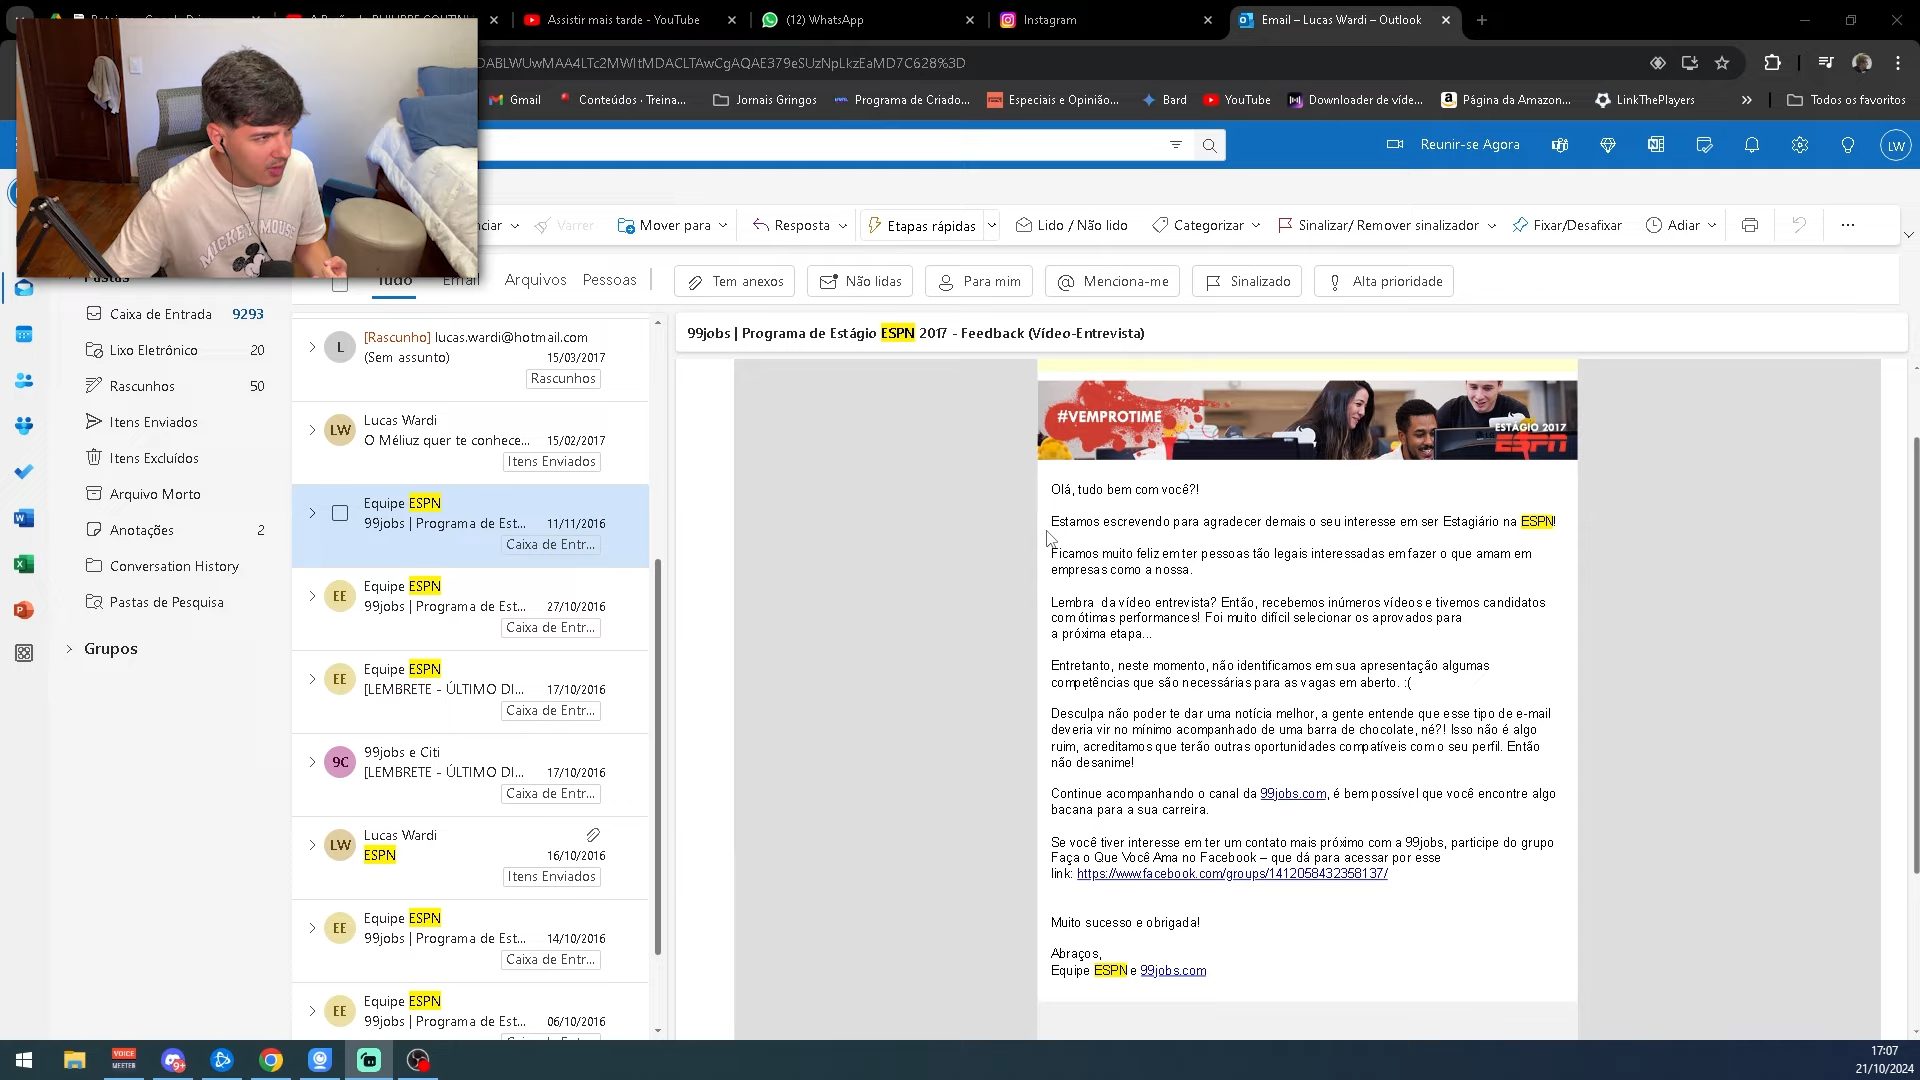 Assistir mais tarde - YouTube
(12) WhatsApp
Instagram
Email – Lucas Wardi – Outlook
DABLWUwMAA4LTc2MWItMDACLTAwCgAQAE379eSUzNpLkzEaMD7C628%3D
Gmail
Conteúdos · Treina...
Jornais Gringos
Programa de Criado...
Especiais e Opinião...
Bard
YouTube
Downloader de víde...
Página da Amazon...
LinkThePlayers
Todos os favoritos
Reunir-se Agora
LW
Varrer
Mover para
Resposta
Etapas rápidas
Lido / Não lido
Categorizar
Sinalizar/ Remover sinalizador
Fixar/Desafixar
Adiar
MICKEY MOUSE
Pastas
Tudo
Email
Arquivos
Pessoas
Tem anexos
Não lidas
Para mim
Menciona-me
Sinalizado
Alta prioridade
Caixa de Entrada 9293
Lixo Eletrônico 20
Rascunhos 50
Itens Enviados
Itens Excluídos
Arquivo Morto
Anotações 2
Conversation History
Pastas de Pesquisa
Grupos
L
[Rascunho] lucas.wardi@hotmail.com
(Sem assunto) 15/03/2017
Rascunhos
LW
Lucas Wardi
O Méliuz quer te conhece... 15/02/2017
Itens Enviados
Equipe ESPN
99jobs | Programa de Est... 11/11/2016
Caixa de Entr...
EE
Equipe ESPN
99jobs | Programa de Est... 27/10/2016
Caixa de Entr...
EE
Equipe ESPN
[LEMBRETE - ÚLTIMO DI... 17/10/2016
Caixa de Entr...
9C
99jobs e Citi
[LEMBRETE - ÚLTIMO DI... 17/10/2016
Caixa de Entr...
LW
Lucas Wardi
ESPN 16/10/2016
Itens Enviados
EE
Equipe ESPN
99jobs | Programa de Est... 14/10/2016
Caixa de Entr...
EE
Equipe ESPN
99jobs | Programa de Est... 06/10/2016
99jobs | Programa de Estágio ESPN 2017 - Feedback (Vídeo-Entrevista)
#VEMPROTIME
ESTÁGIO 2017
ESPN
Olá, tudo bem com você?!
Estamos escrevendo para agradecer demais o seu interesse em ser Estagiário na ESPN!
Ficamos muito feliz em ter pessoas tão legais interessadas em fazer o que amam em
empresas como a nossa.
Lembra da vídeo entrevista? Então, recebemos inúmeros vídeos e tivemos candidatos
com ótimas performances! Foi muito difícil selecionar os aprovados para
a próxima etapa...
Entretanto, neste momento, não identificamos em sua apresentação algumas
competências que são necessárias para as vagas em aberto. :(
Desculpa não poder te dar uma notícia melhor, a gente entende que esse tipo de e-mail
deveria vir no mínimo acompanhado de uma barra de chocolate, né?! Isso não é algo
ruim, acreditamos que terão outras oportunidades compatíveis com o seu perfil. Então
não desanime!
Continue acompanhando o canal da 99jobs.com, é bem possível que você encontre algo
bacana para a sua carreira.
Se você tiver interesse em ter um contato mais próximo com a 99jobs, participe do grupo
Faça o Que Você Ama no Facebook – que dá para acessar por esse
link: https://www.facebook.com/groups/1412058432358137/
Muito sucesso e obrigada!
Abraços,
Equipe ESPN e 99jobs.com
VOICE
MEETER
9+
17:07
21/10/2024